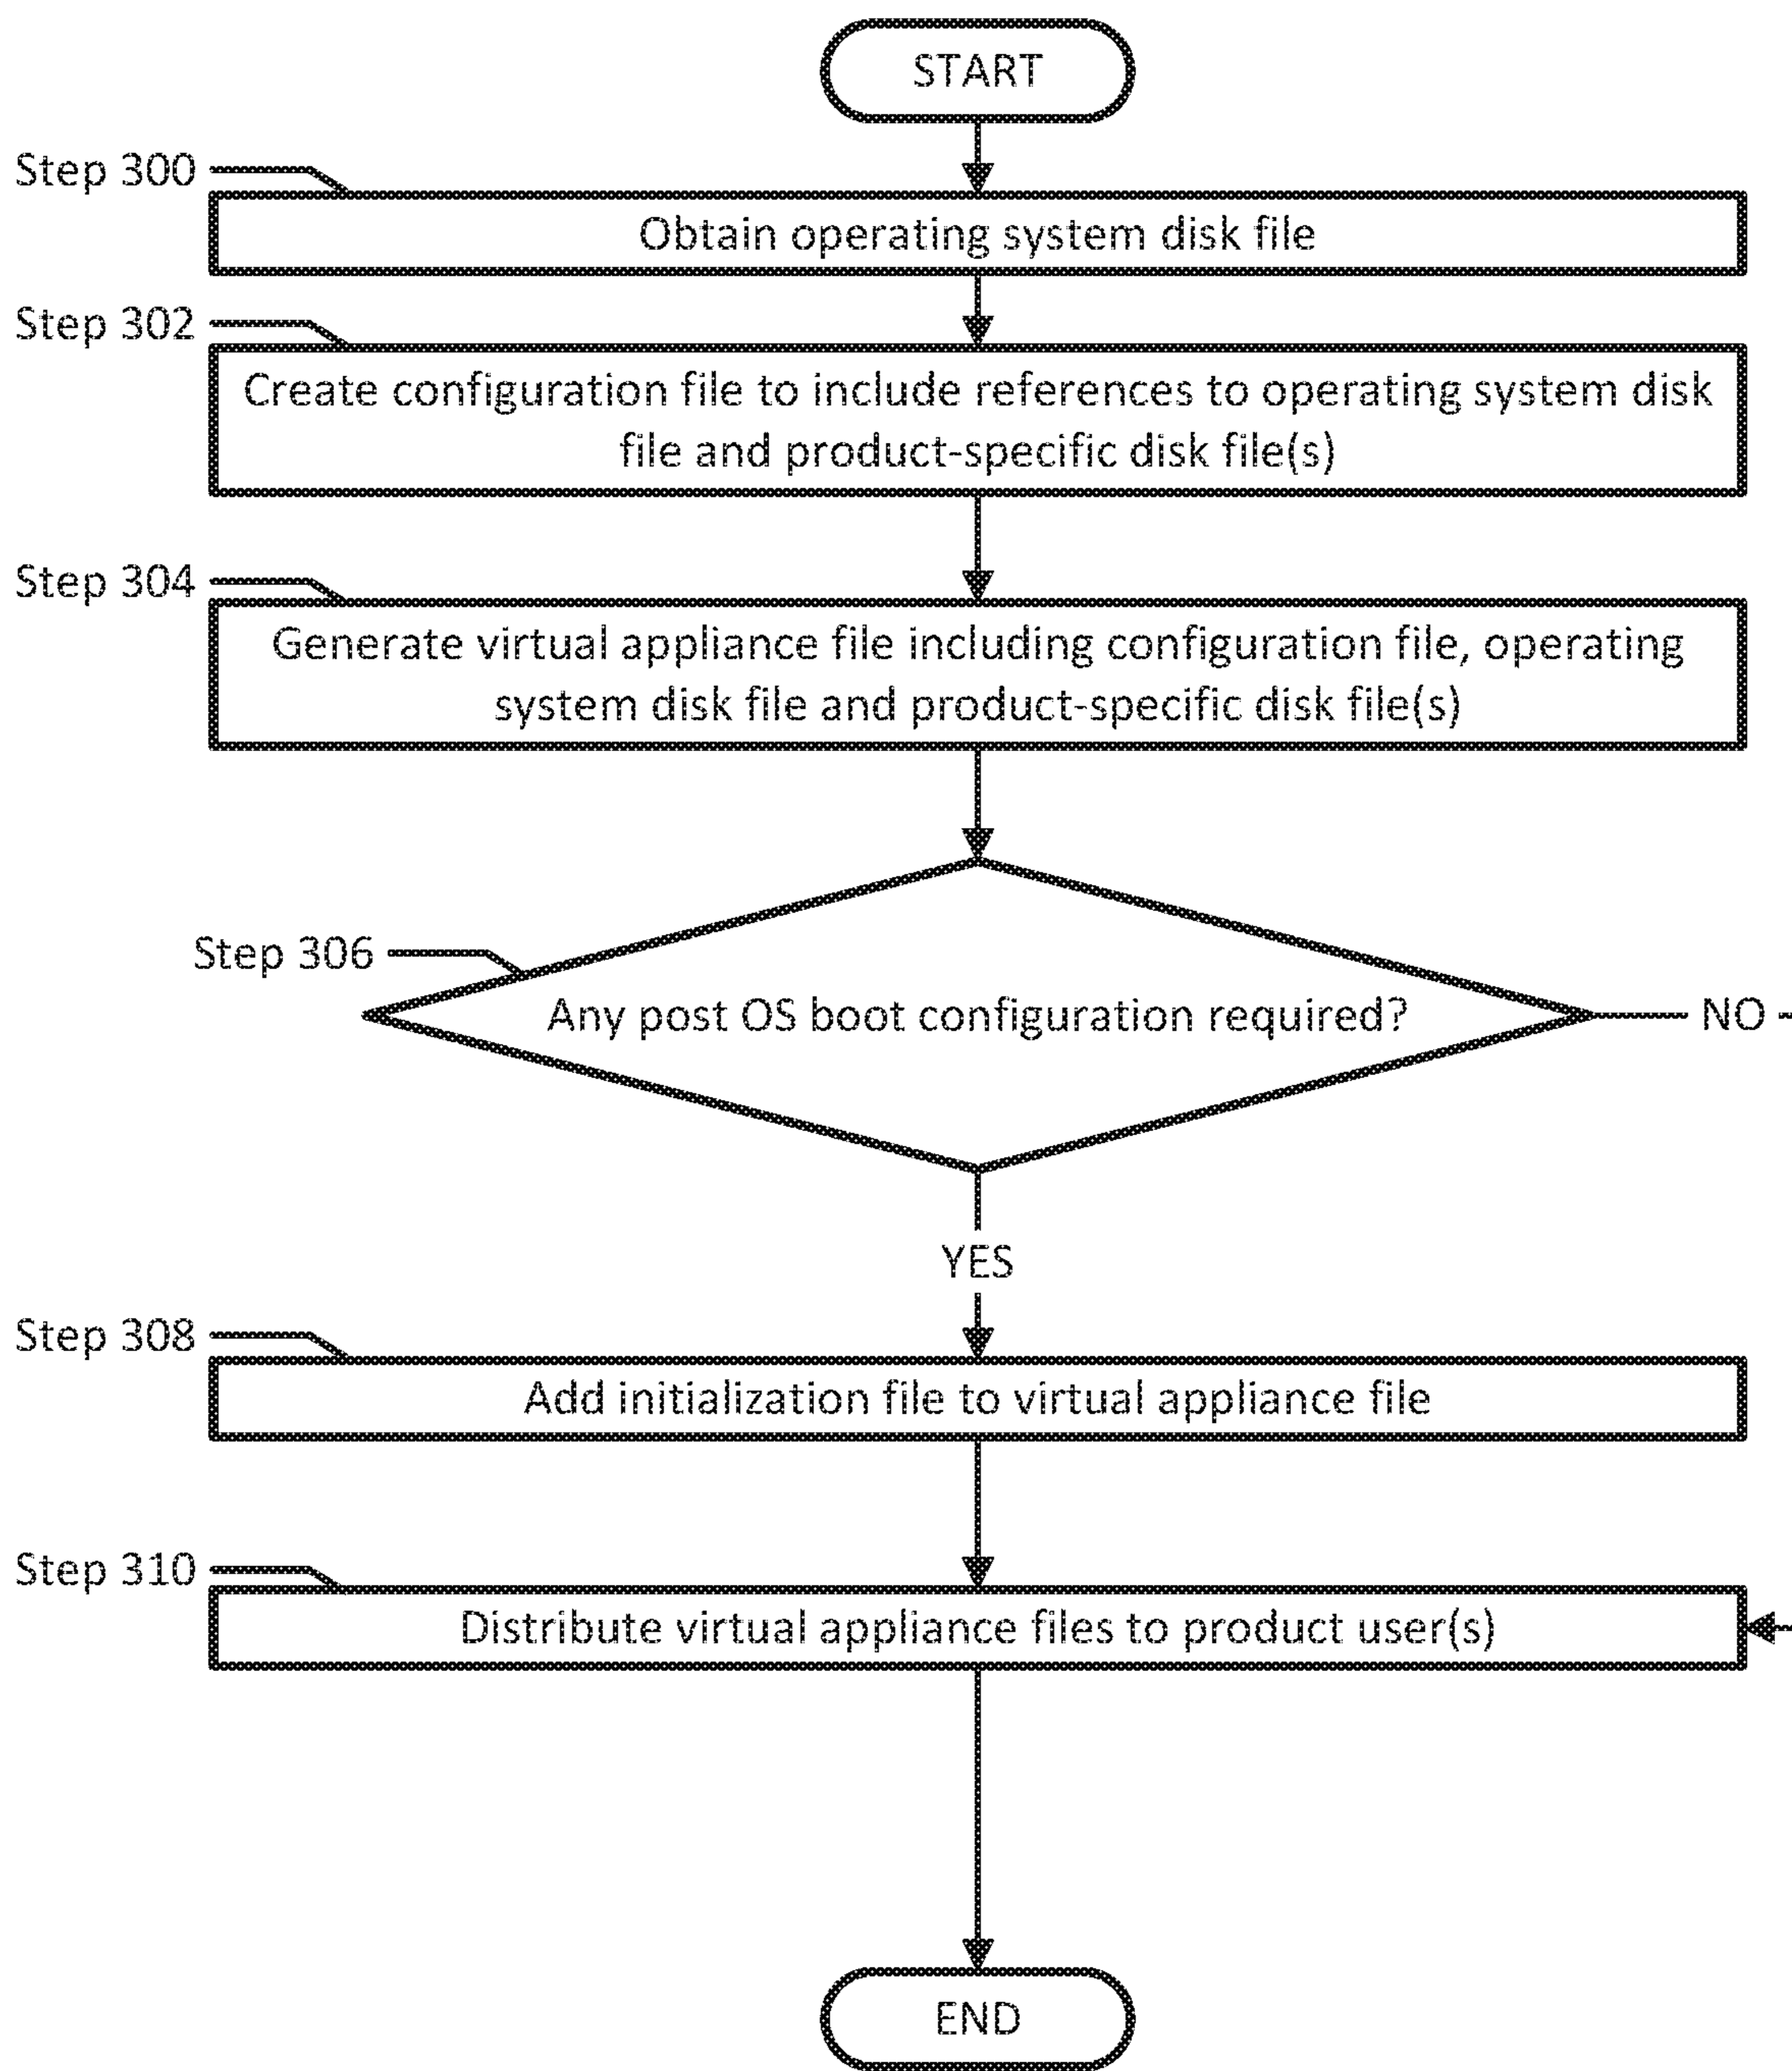 START
Step 300
Obtain operating system disk file
Step 302
Create configuration file to include references to operating system disk
file and product-specific disk file(s)
Step 304
Generate virtual appliance file including configuration file, operating
system disk file and product-specific disk file(s)
Step 306
Any post OS boot configuration required?
NO
YES
Step 308
Add initialization file to virtual appliance file
Step 310
Distribute virtual appliance files to product user(s)
END